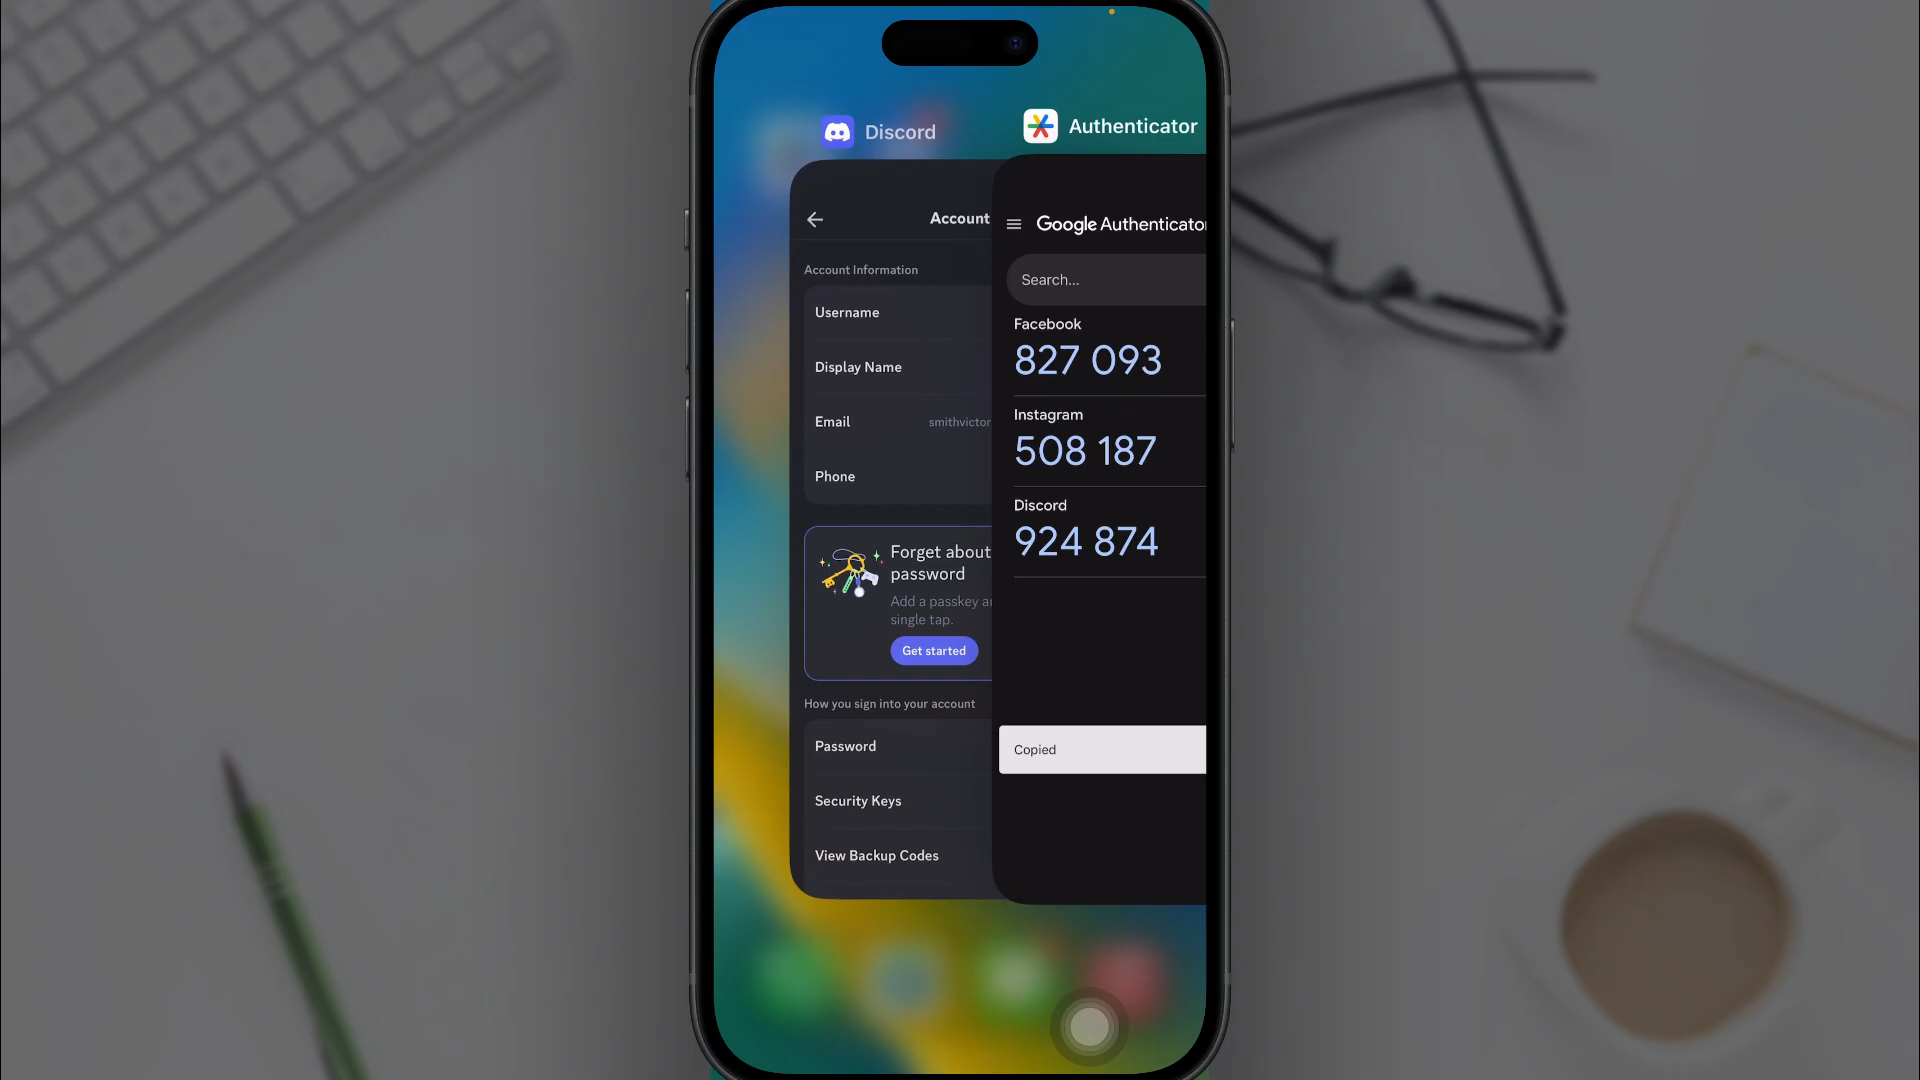 Discord
Authenticator
Account
Account Information
Username
Display Name
Email
smithvictor
Phone
Forget about
password
Add a passkey
single tap.
Get started
How you sign into your account
Password
Security Keys
View Backup Codes
Google Authenticator
Search...
Facebook
827 093
Instagram
508 187
Discord
924 874
Copied